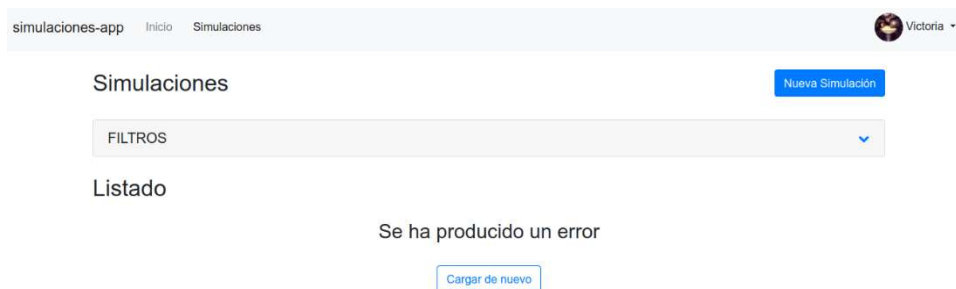 simulaciones-app Inicio Simulaciones Victoria
Simulaciones Nueva Simulación
FILTROS
Listado
Se ha producido un error
Cargar de nuevo